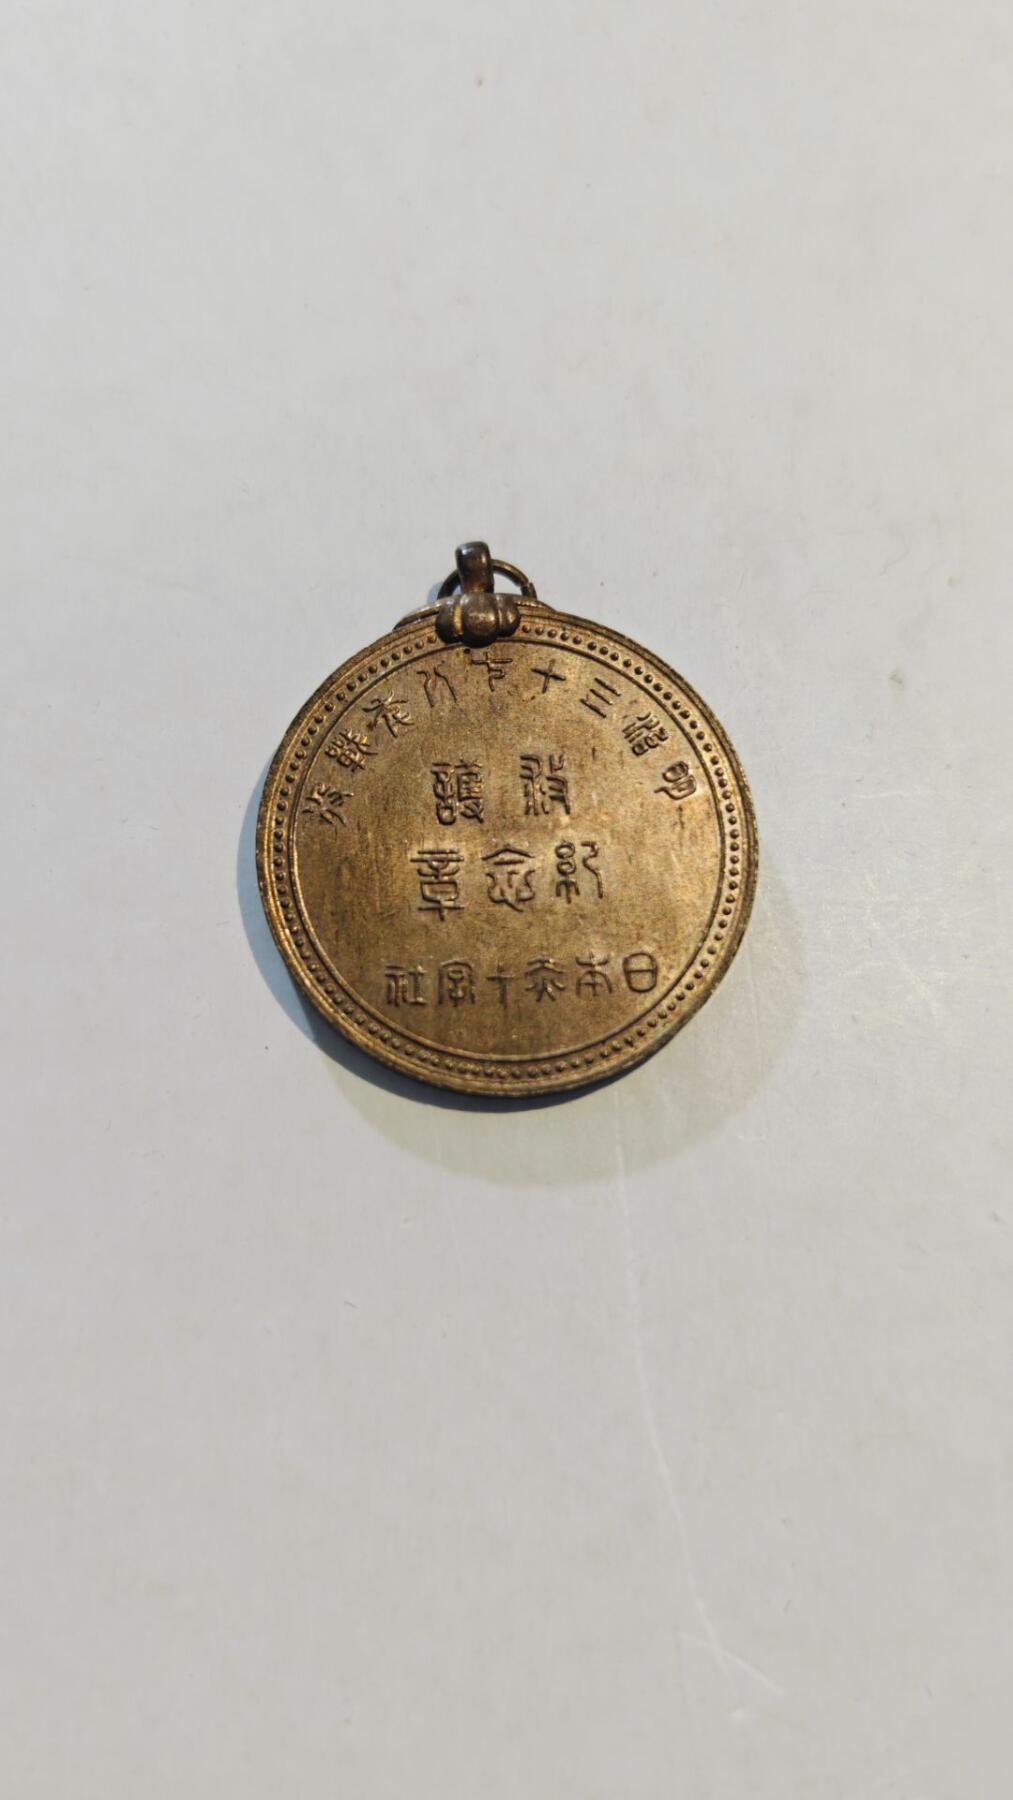 明治三十七八年戰役
救護
紀念章
日本赤十字社